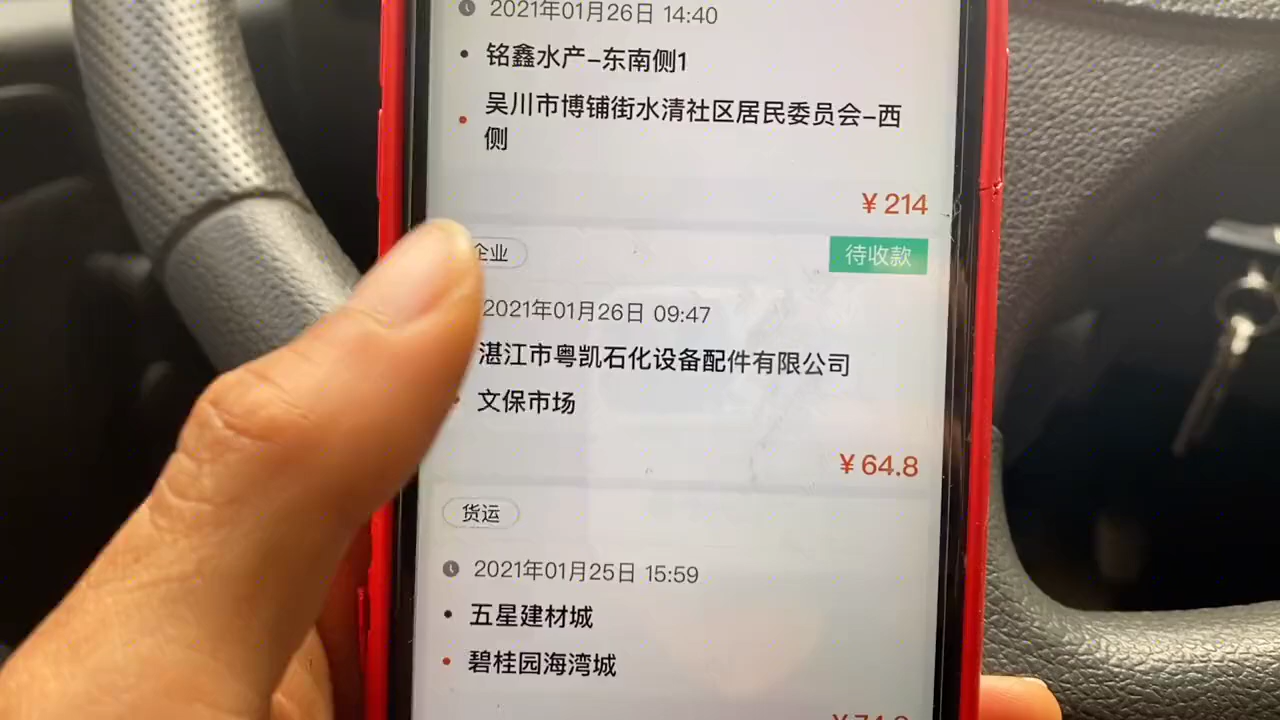 2021年01月26日 14:40
铭鑫水产-东南侧1
吴川市博铺街水清社区居民委员会-西
侧
¥214
企业
待收款
2021年01月26日 09:47
湛江市粤凯石化设备配件有限公司
文保市场
¥64.8
货运
2021年01月25日 15:59
五星建材城
碧桂园海湾城